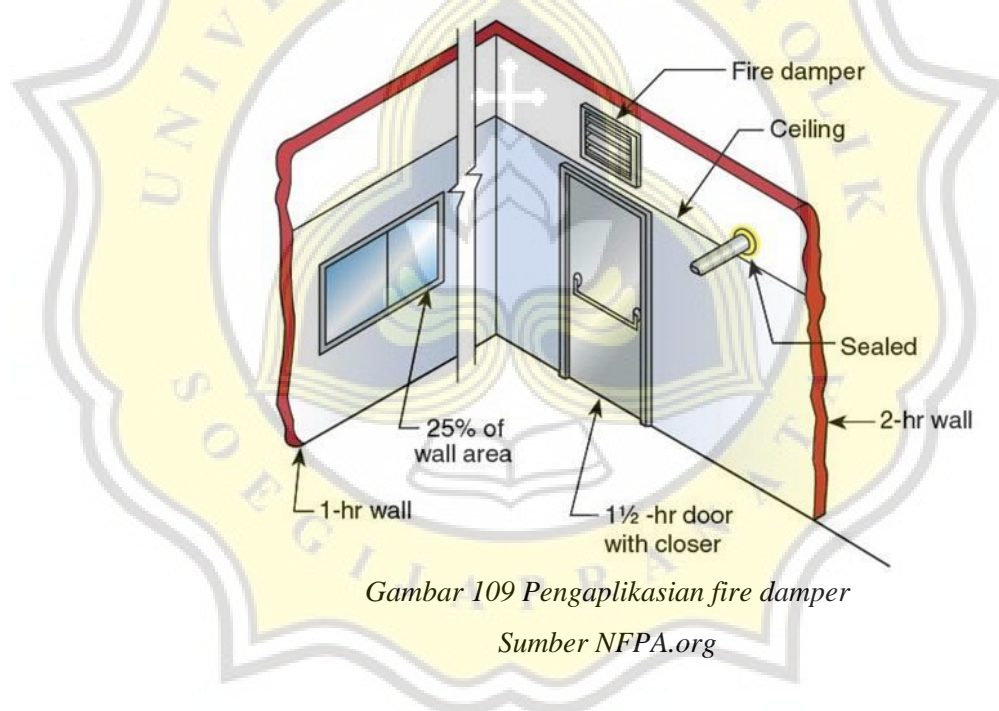 Fire damper
Ceiling
Sealed
2-hr wall
25% of
wall area
1-hr wall
1½ -hr door
with closer
Gambar 109 Pengaplikasian fire damper
Sumber NFPA.org